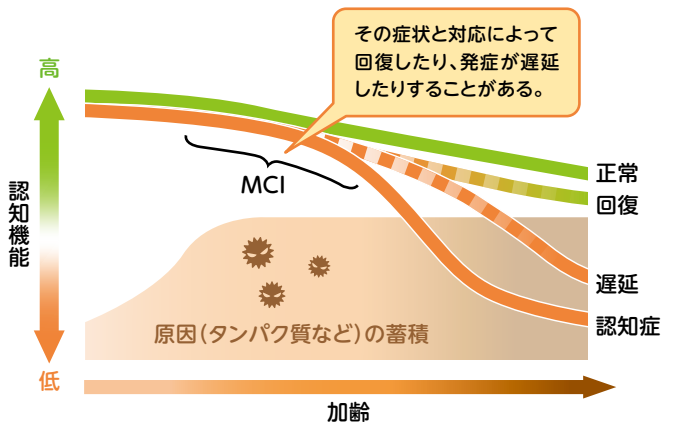 その症状と対応によって
回復したり、発症が遅延
したりすることがある。
高
認知機能
低
MCI
正常
回復
遅延
認知症
原因(タンパク質など)の蓄積
加齢